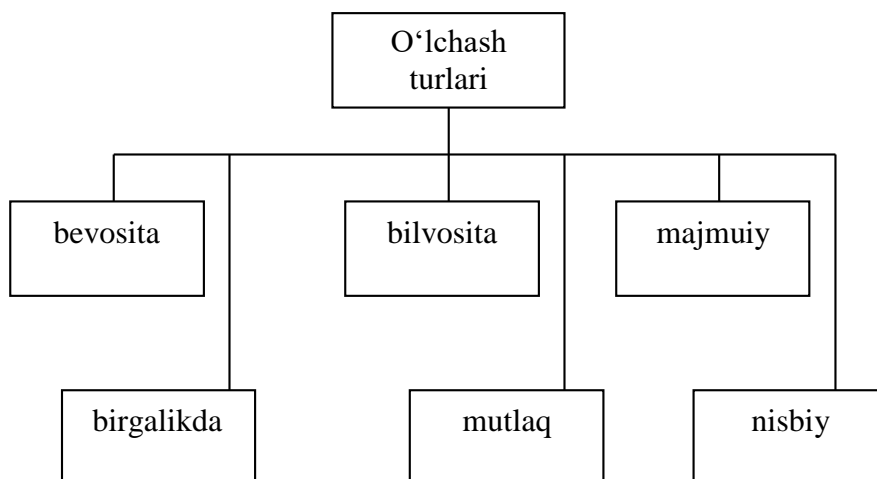 O‘lchash
turlari
bevosita
bilvosita
majmuiy
birgalikda
mutlaq
nisbiy